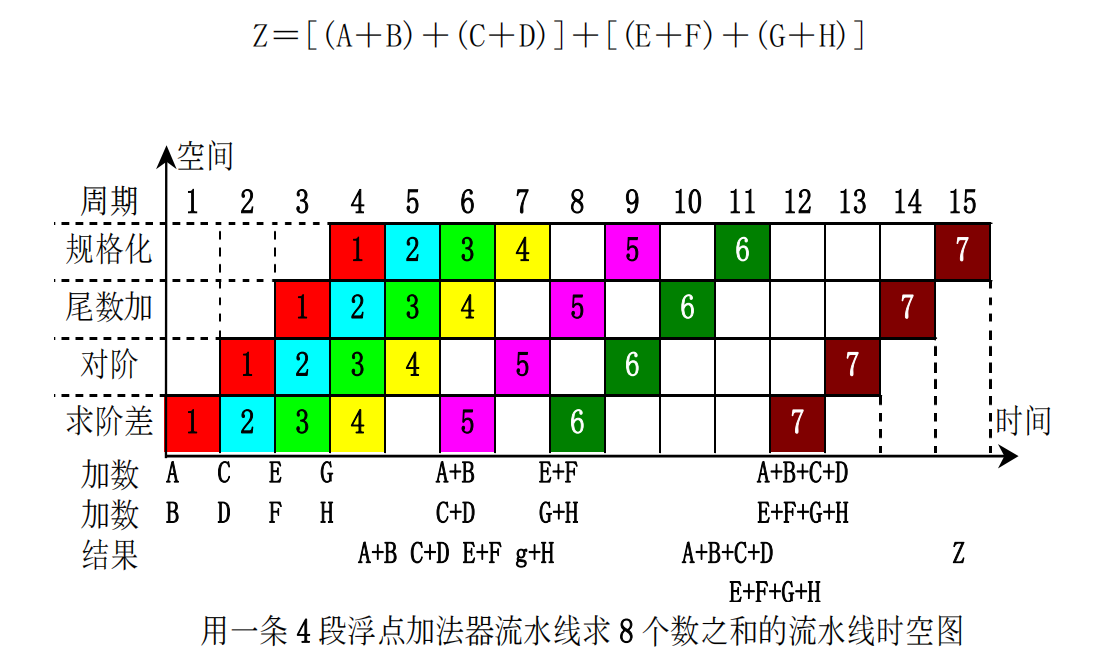 Z=[(A+B)+(C+D)]+[(E+F)+(G+H)]
空间
周期 1 2 3 4 5 6 7 8 9 10 11 12 13 14 15
规格化 1 2 3 4 5 6 7
尾数加 1 2 3 4 5 6 7
对阶 1 2 3 4 5 6 7
求阶差 1 2 3 4 5 6 7 时间
加数 A C E G A+B E+F A+B+C+D
加数 B D F H C+D G+H E+F+G+H
结果 A+B C+D E+F g+H A+B+C+D Z
E+F+G+H
用一条4段浮点加法器流水线求8个数之和的流水线时空图